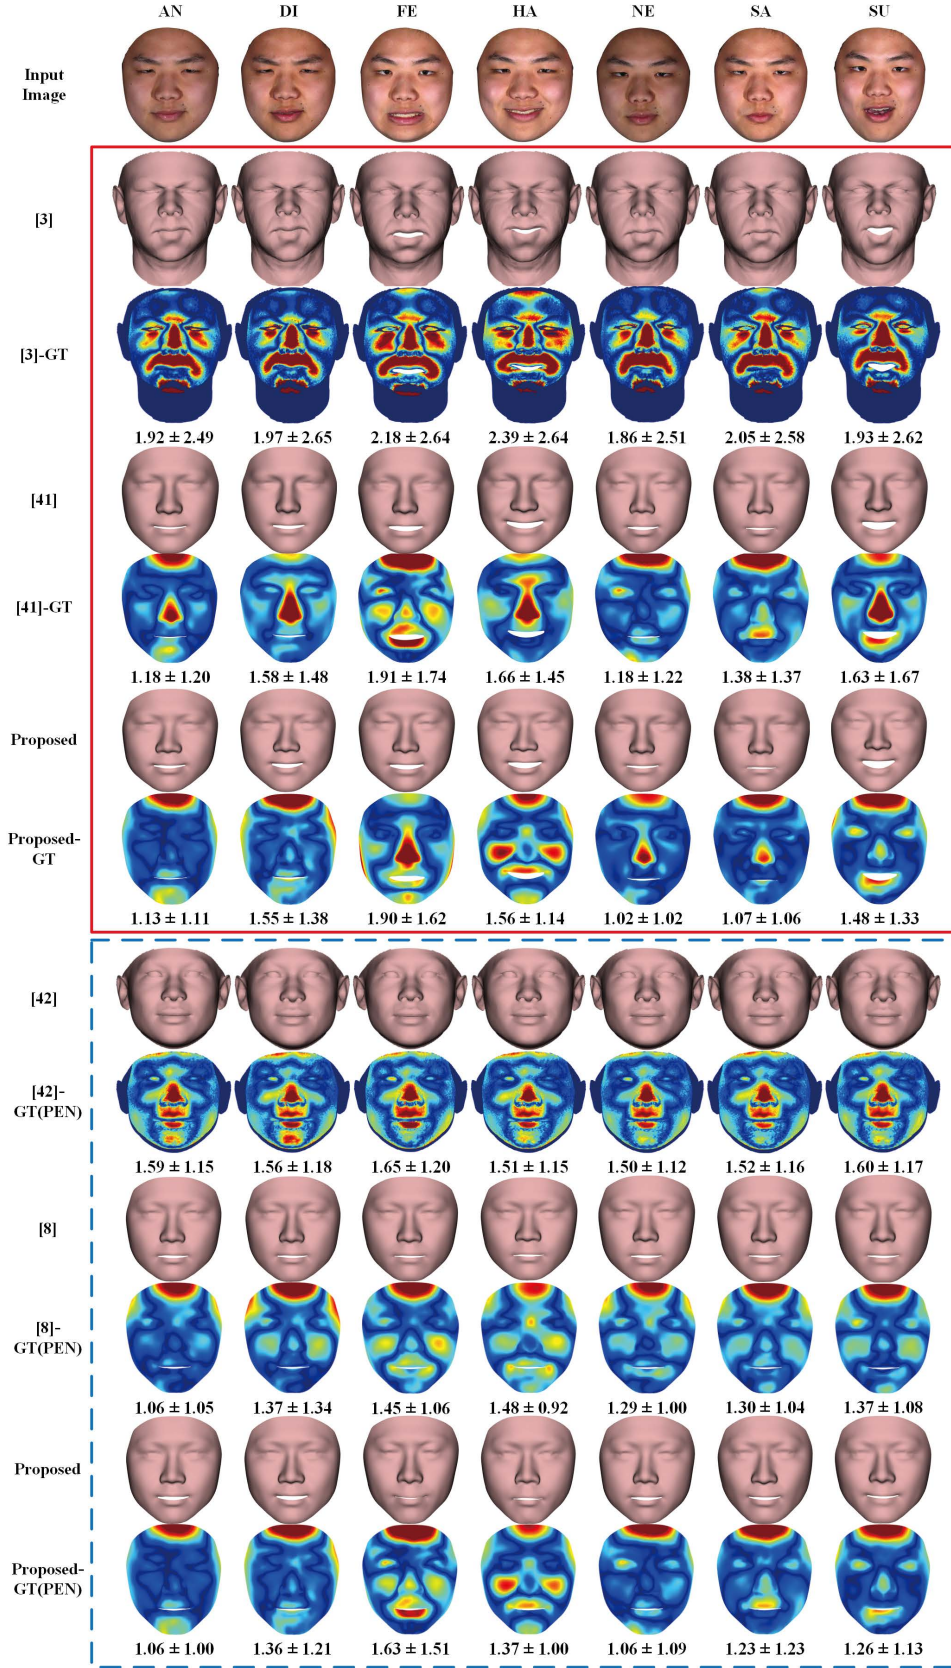 AN DI FE HA NE SA SU
Input
Image
[3]
[3]-GT
1.92 ± 2.49 1.97 ± 2.65 2.18 ± 2.64 2.39 ± 2.64 1.86 ± 2.51 2.05 ± 2.58 1.93 ± 2.62
[41]
[41]-GT
1.18 ± 1.20 1.58 ± 1.48 1.91 ± 1.74 1.66 ± 1.45 1.18 ± 1.22 1.38 ± 1.37 1.63 ± 1.67
Proposed
Proposed-
GT
1.13 ± 1.11 1.55 ± 1.38 1.90 ± 1.62 1.56 ± 1.14 1.02 ± 1.02 1.07 ± 1.06 1.48 ± 1.33
[42]
[42]-
GT(PEN)
1.59 ± 1.15 1.56 ± 1.18 1.65 ± 1.20 1.51 ± 1.15 1.50 ± 1.12 1.52 ± 1.16 1.60 ± 1.17
[8]
[8]-
GT(PEN)
1.06 ± 1.05 1.37 ± 1.34 1.45 ± 1.06 1.48 ± 0.92 1.29 ± 1.00 1.30 ± 1.04 1.37 ± 1.08
Proposed
Proposed-
GT(PEN)
1.06 ± 1.00 1.36 ± 1.21 1.63 ± 1.51 1.37 ± 1.00 1.06 ± 1.09 1.23 ± 1.23 1.26 ± 1.13